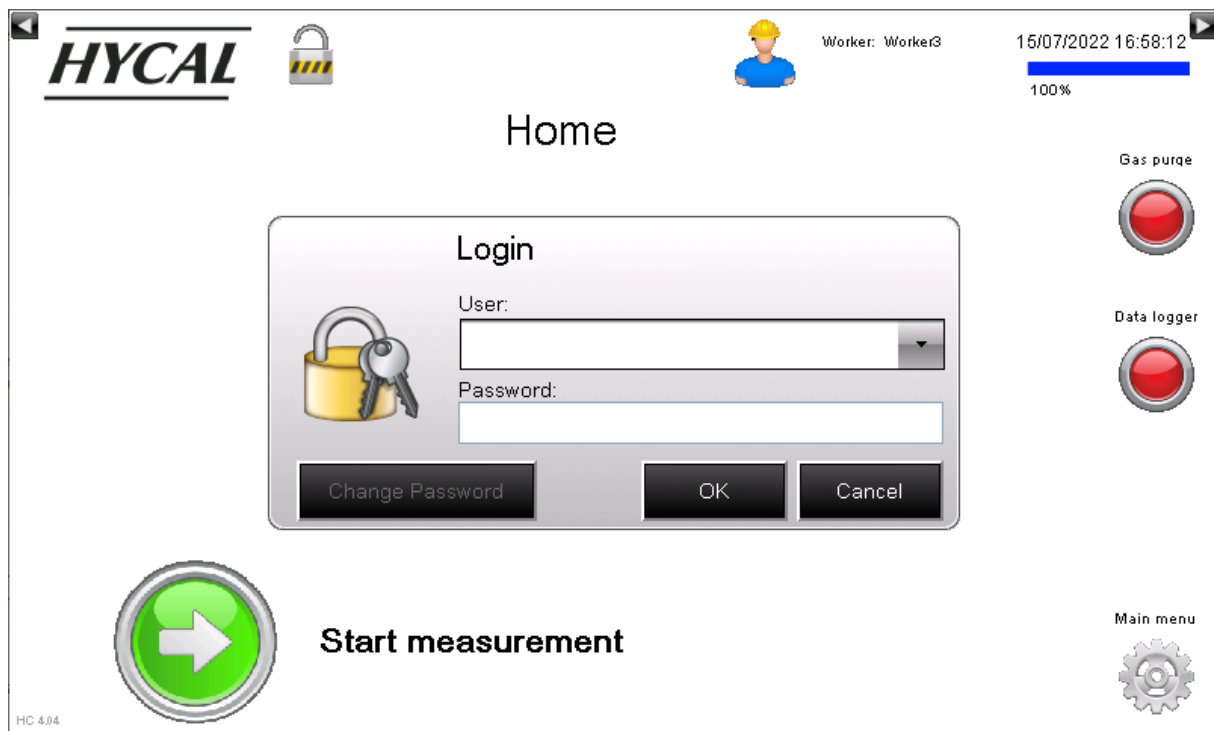 HYCAL
Worker: Worker3
15/07/2022 16:58:12
100%
Home
Gas purge
Login
User:
Data logger
Password:
Change Password
OK
Cancel
Start measurement
Main menu
HC 4.04